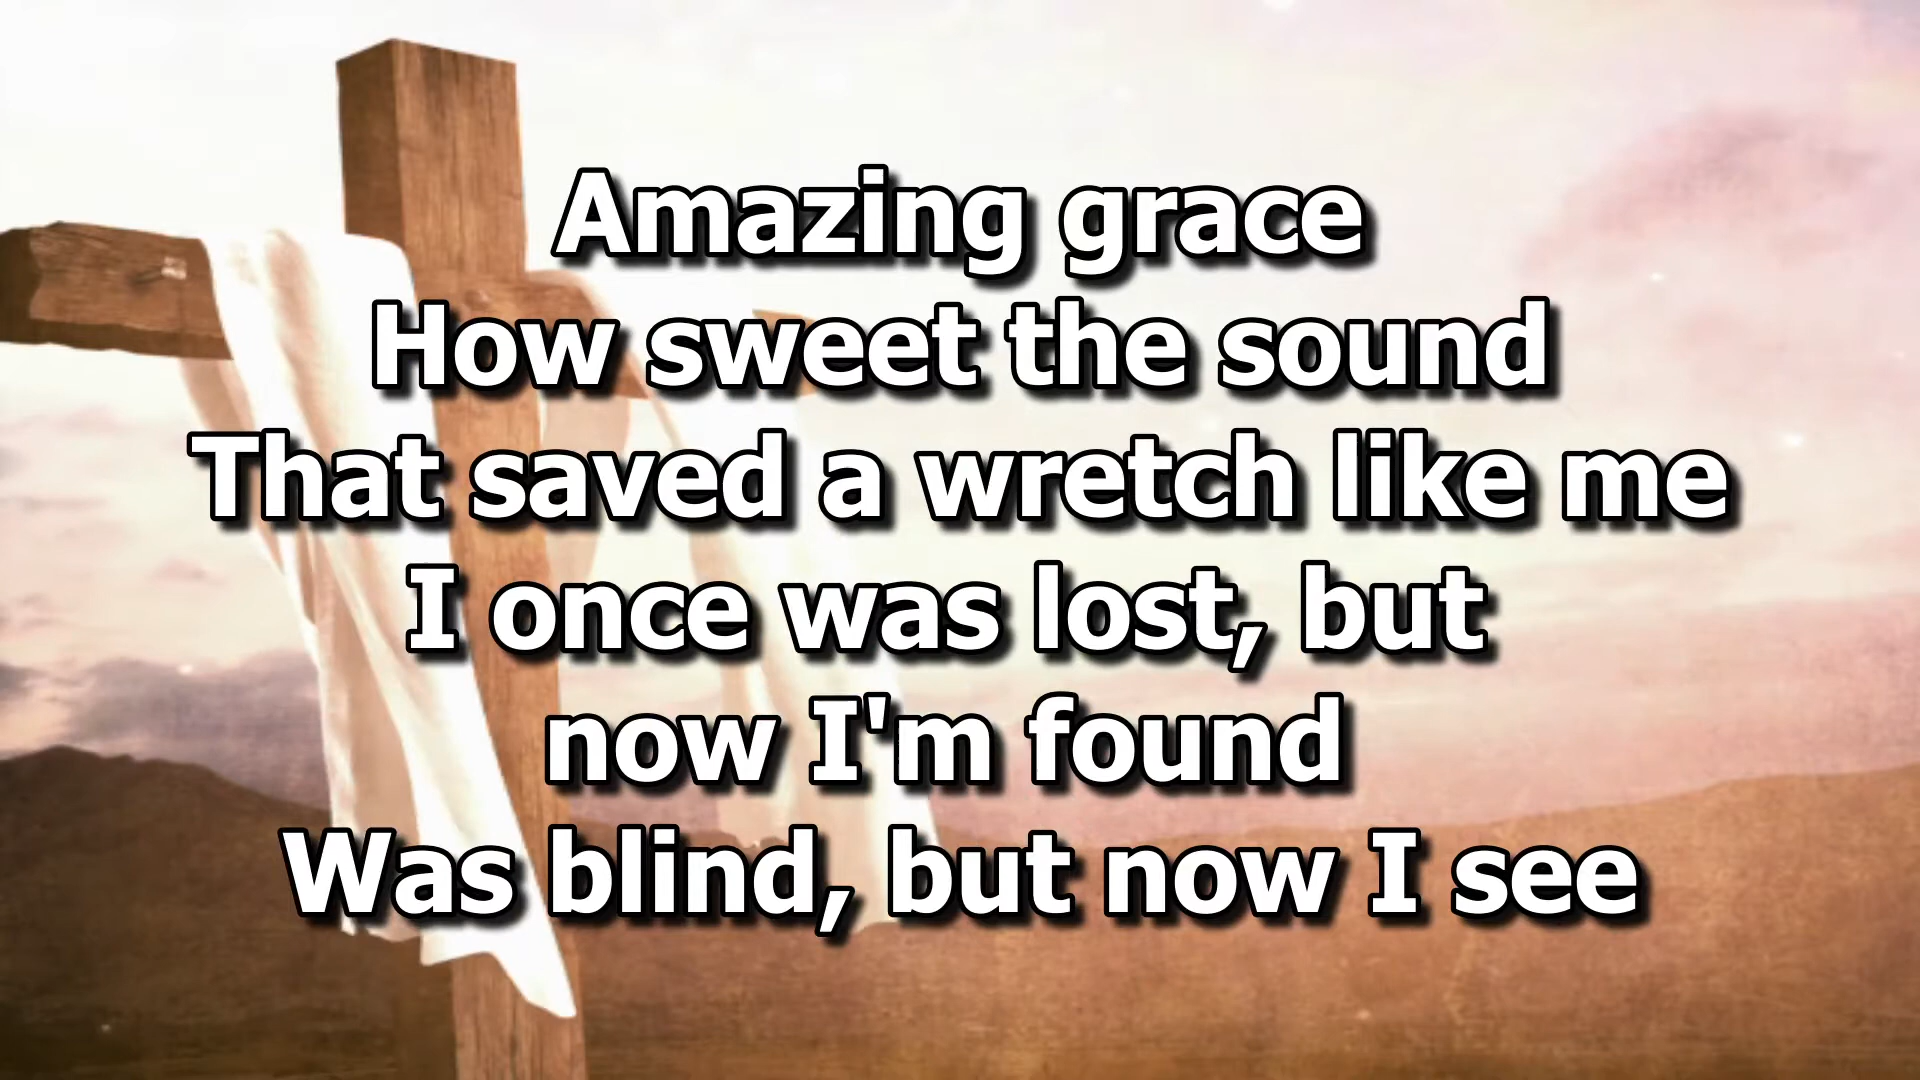 Amazing grace
How sweet the sound
That saved a wretch like me
I once was lost, but
now I'm found
Was blind, but now I see